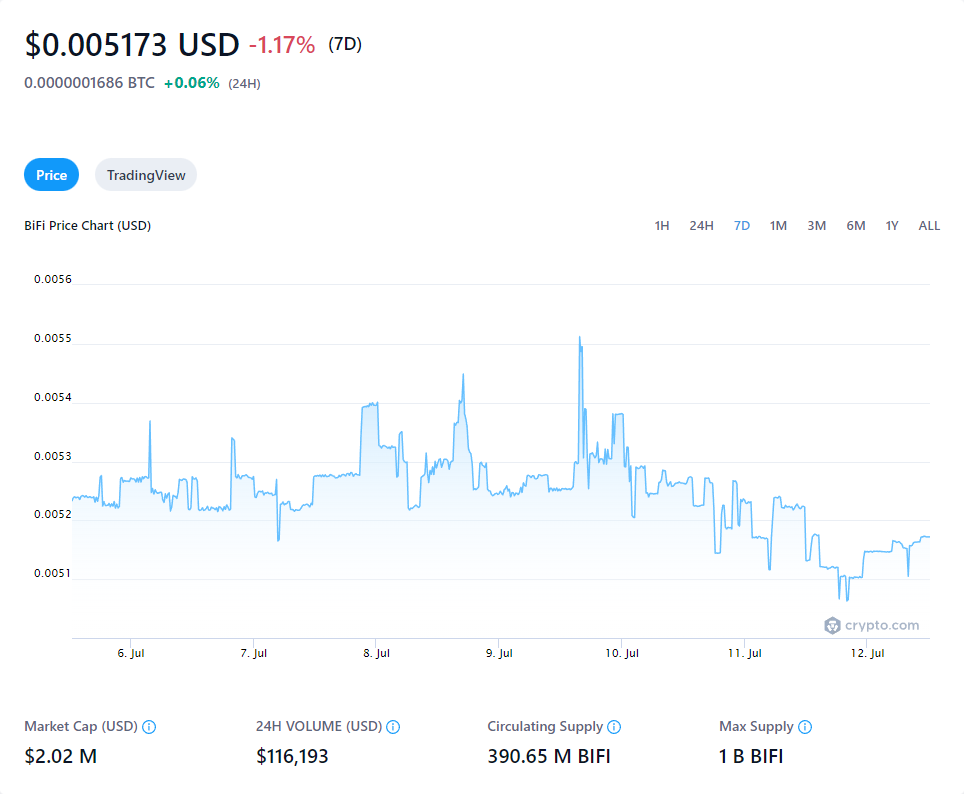 $0.005173 USD -1.17% (7D)
0.0000001686 BTC +0.06% (24H)
Price TradingView
BiFi Price Chart (USD) 1H 24H 7D 1M 3M 6M 1Y ALL
0.0056
0.0055
0.0054
0.0053
0.0052
0.0051
crypto.com
6. Jul 7. Jul 8. Jul 9. Jul 10. Jul 11. Jul 12. Jul
Market Cap (USD) 24H VOLUME (USD) Circulating Supply Max Supply
$2.02 M $116,193 390.65 M BIFI 1 B BIFI